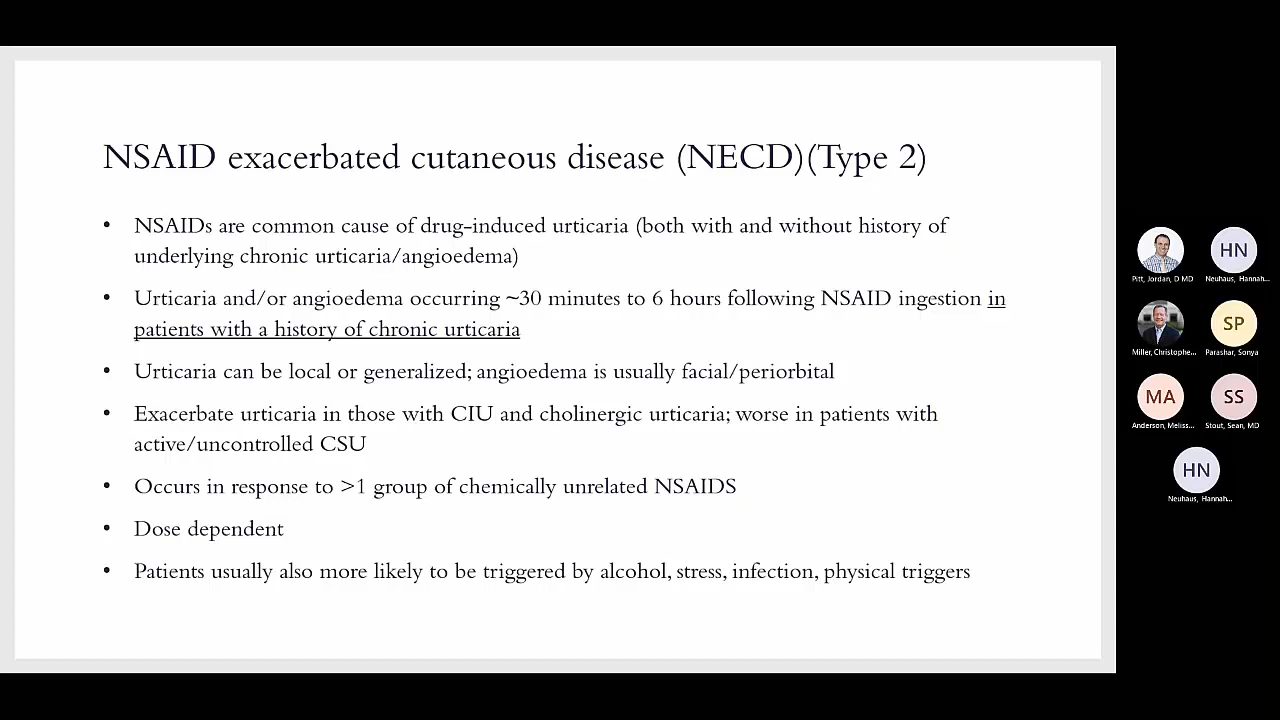 NSAID exacerbated cutaneous disease (NECD)(Type 2)
• NSAIDs are common cause of drug-induced urticaria (both with and without history of
underlying chronic urticaria/angioedema)
• Urticaria and/or angioedema occurring ~30 minutes to 6 hours following NSAID ingestion in
patients with a history of chronic urticaria
• Urticaria can be local or generalized; angioedema is usually facial/periorbital
• Exacerbate urticaria in those with CIU and cholinergic urticaria; worse in patients with
active/uncontrolled CSU
• Occurs in response to >1 group of chemically unrelated NSAIDS
• Dose dependent
• Patients usually also more likely to be triggered by alcohol, stress, infection, physical triggers
HN
Pitt, Jordan, D MD
Neuhaus, Hannah...
SP
Miller, Christophe...
Parashar, Sonya
MA
SS
Anderson, Meliss...
Stout, Sean, MD
HN
Neuhaus, Hannah...